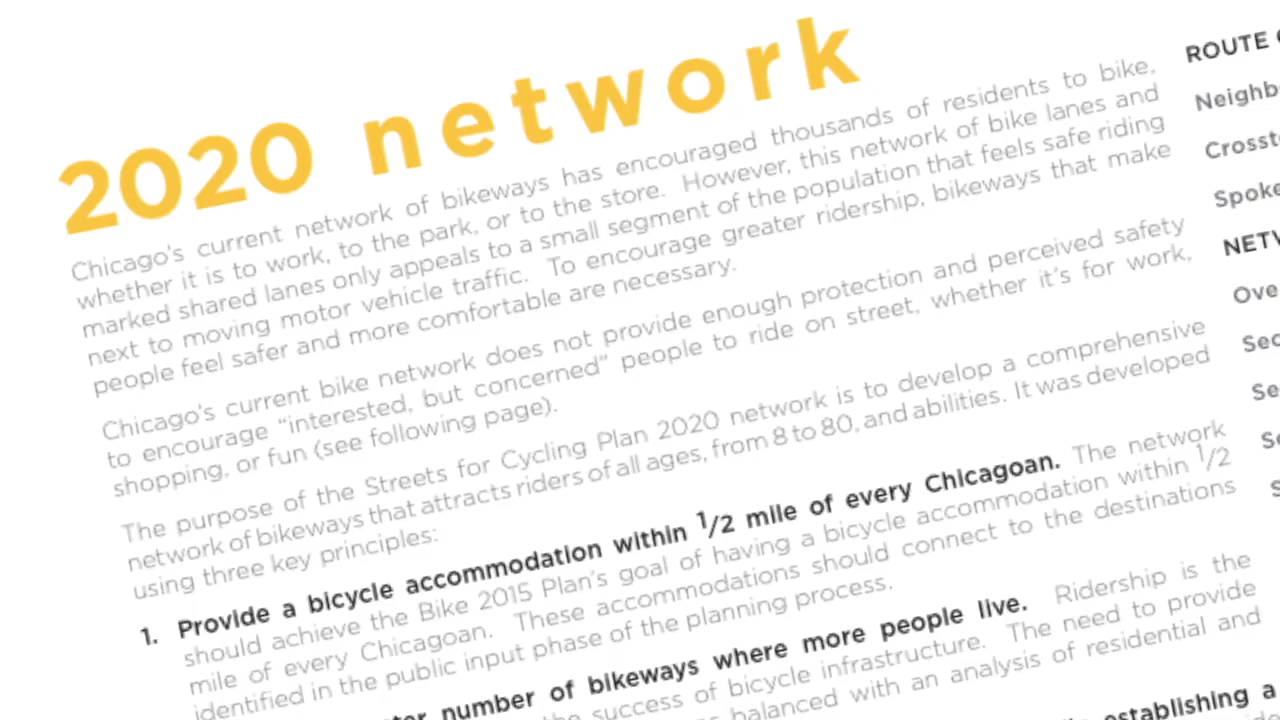 2020 network
Chicago's current network of bikeways has encouraged thousands of residents to bike,
whether it is to work, to the park, or to the store. However, this network of bike lanes and
marked shared lanes only appeals to a small segment of the population that feels safe riding
next to moving motor vehicle traffic. To encourage greater ridership, bikeways that make
people feel safer and more comfortable are necessary.
Chicago's current bike network does not provide enough protection and perceived safety
to encourage "interested, but concerned" people to ride on street, whether it's for work,
shopping, or fun (see following page).
The purpose of the Streets for Cycling Plan 2020 network is to develop a comprehensive
network of bikeways that attracts riders of all ages, from 8 to 80, and abilities. It was developed
using three key principles:
1. Provide a bicycle accommodation within 1/2 mile of every Chicagoan. The network
should achieve the Bike 2015 Plan's goal of having a bicycle accommodation within 1/2
mile of every Chicagoan. These accommodations should connect to the destinations
identified in the public input phase of the planning process.
number of bikeways where more people live. Ridership is the
success of bicycle infrastructure. The need to provide
balanced with an analysis of residential and
establishing a
ROUTE